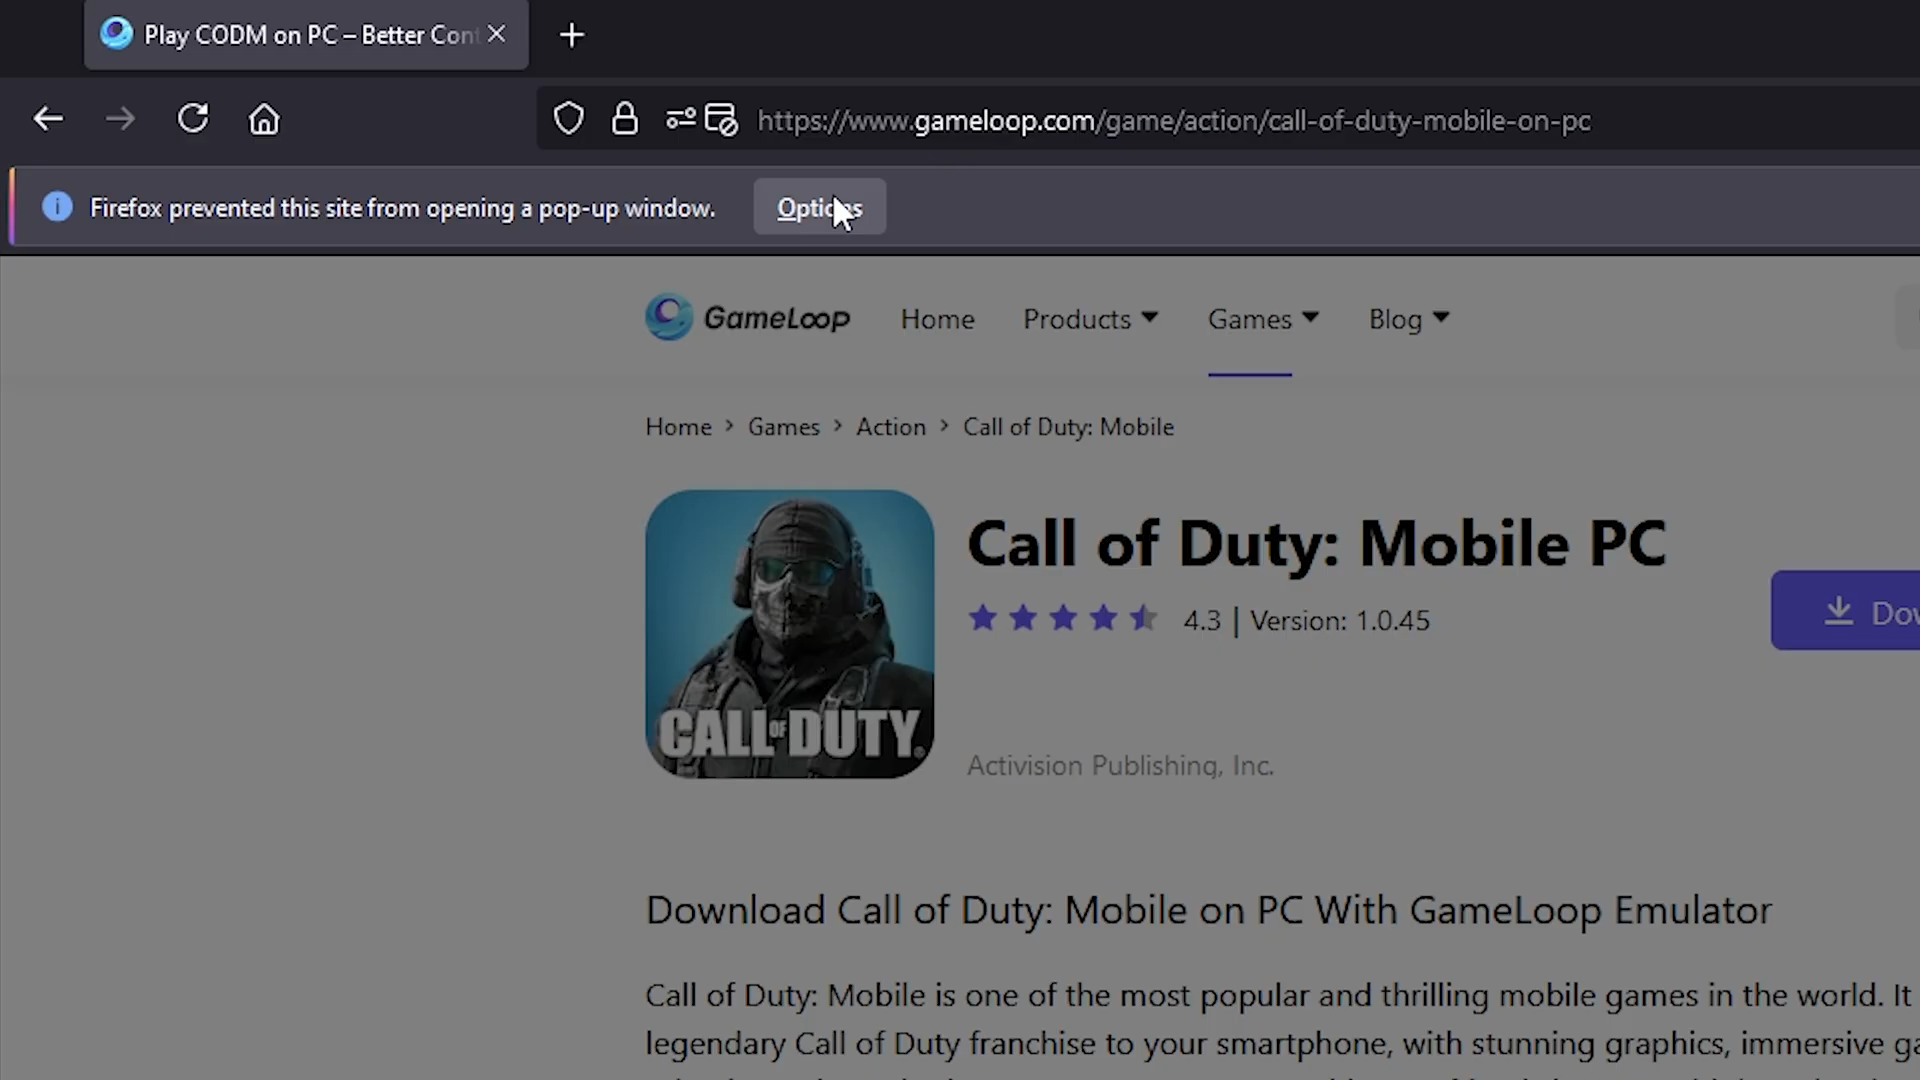 Play CODM on PC – Better Con
https://www.gameloop.com/game/action/call-of-duty-mobile-on-pc
Firefox prevented this site from opening a pop-up window. Options
GameLoop Home Products Games Blog
Home > Games > Action > Call of Duty: Mobile
Call of Duty: Mobile PC
4.3 | Version: 1.0.45
Dow
CALL OF DUTY
Activision Publishing, Inc.
Download Call of Duty: Mobile on PC With GameLoop Emulator
Call of Duty: Mobile is one of the most popular and thrilling mobile games in the world. It
legendary Call of Duty franchise to your smartphone, with stunning graphics, immersive ga